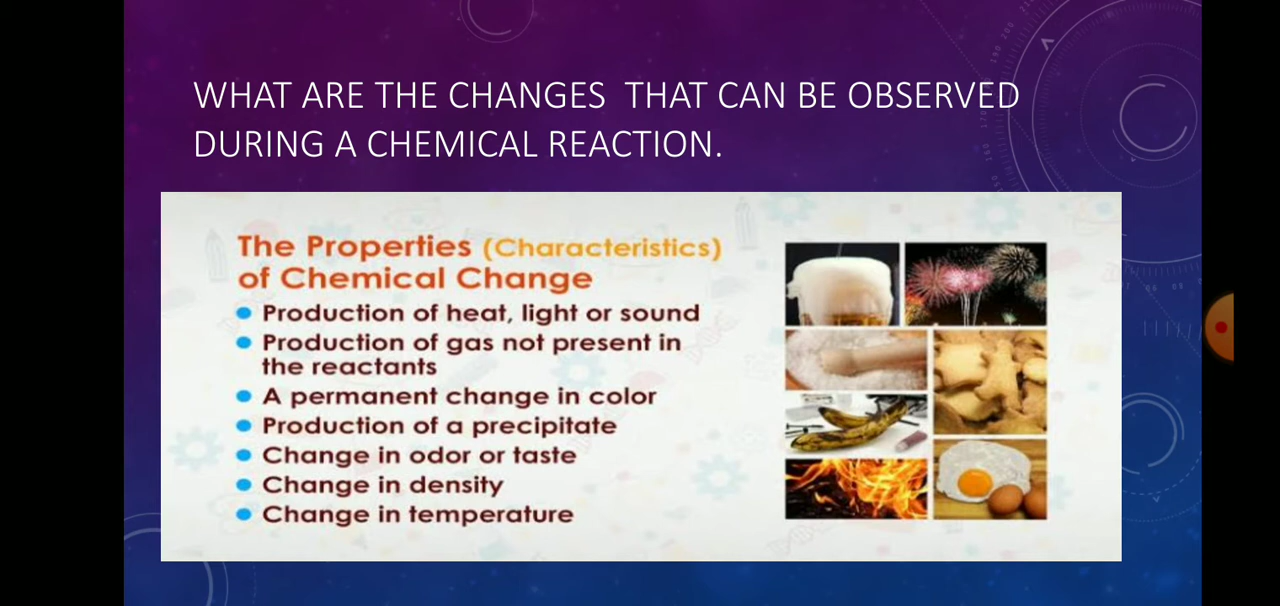 WHAT ARE THE CHANGES  THAT CAN BE OBSERVED
DURING A CHEMICAL REACTION.
The Properties (Characteristics)
of Chemical Change
Production of heat, light or sound
Production of gas not present in
the reactants
A permanent change in color
Production of a precipitate
Change in odor or taste
Change in density
Change in temperature